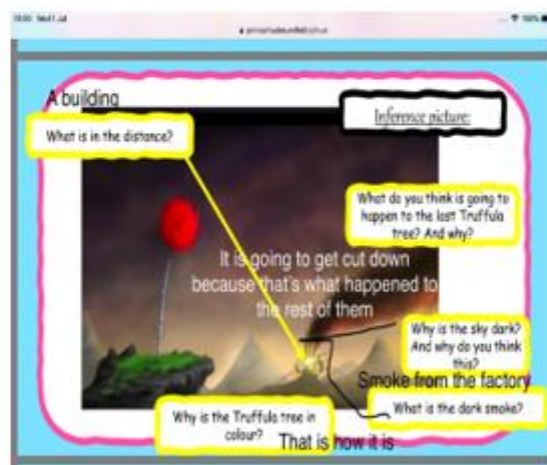 A building
Inference picture:
What is in the distance?
What do you think is going to
happen to the last Truffula
tree? And why?
It is going to get cut down
because that's what happened to
the rest of them
Why is the sky dark?
And why do you think
this?
Smoke from the factory
What is the dark smoke?
Why is the Truffula tree in
colour?
That is how it is